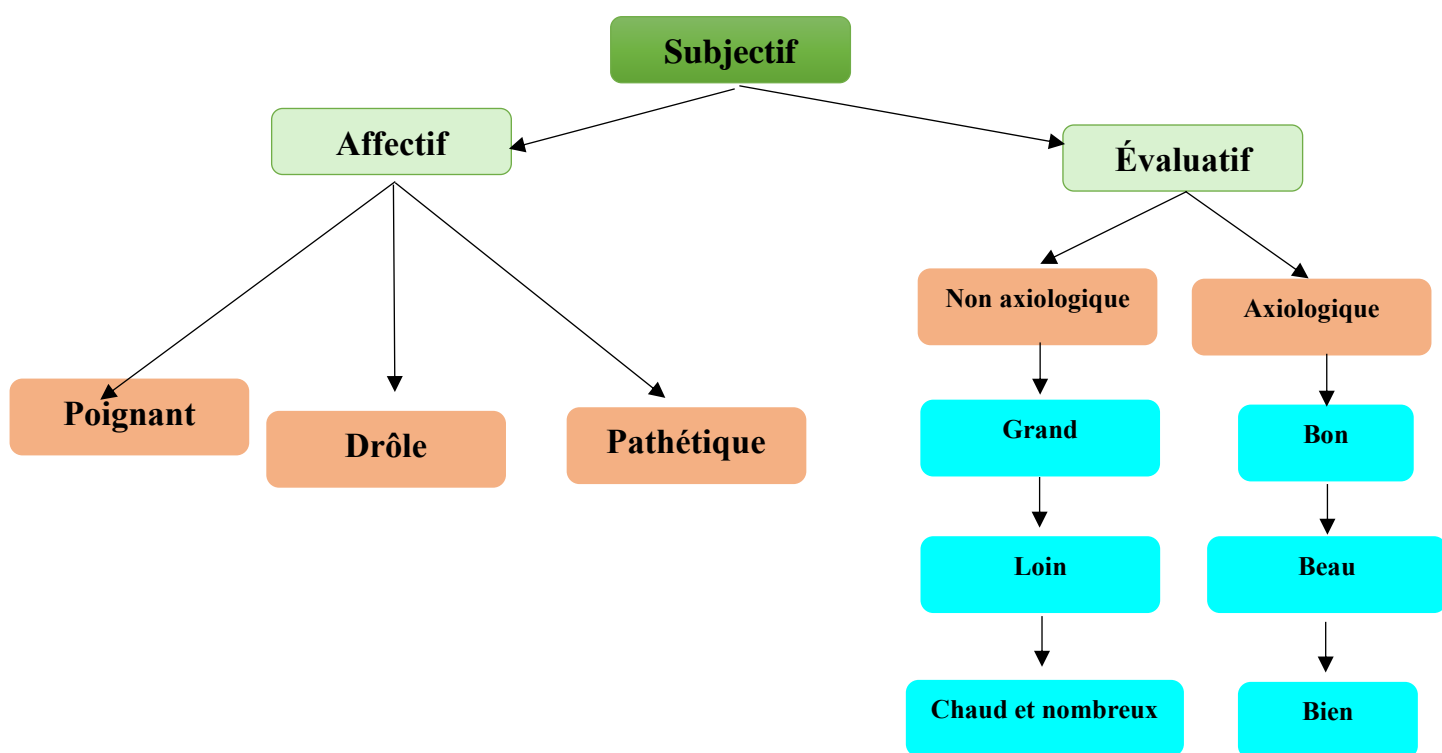 Subjectif
Affectif
Évaluatif
Non axiologique
Axiologique
Poignant
Drôle
Pathétique
Grand
Bon
Loin
Beau
Chaud et nombreux
Bien